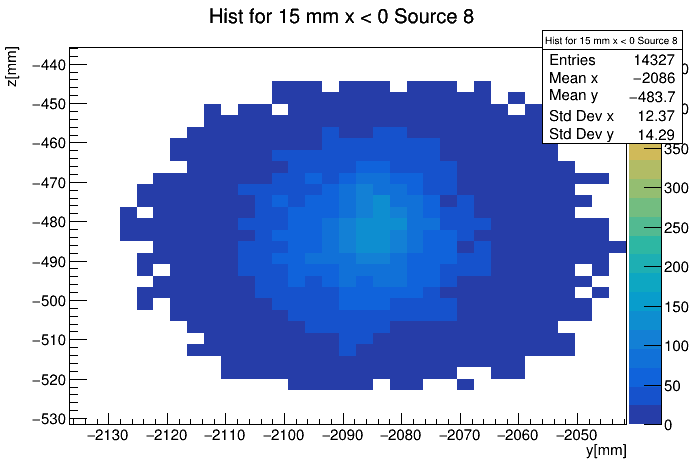 Hist for 15 mm x < 0 Source 8
Hist for 15 mm x < 0 Source 8
Entries 14327
Mean x −2086
Mean y −483.7
Std Dev x 12.37
Std Dev y 14.29
z[mm]
−440
−450
−460
−470
−480
−490
−500
−510
−520
−530
−2130 −2120 −2110 −2100 −2090 −2080 −2070 −2060 −2050
y[mm]
350
300
250
200
150
100
50
0